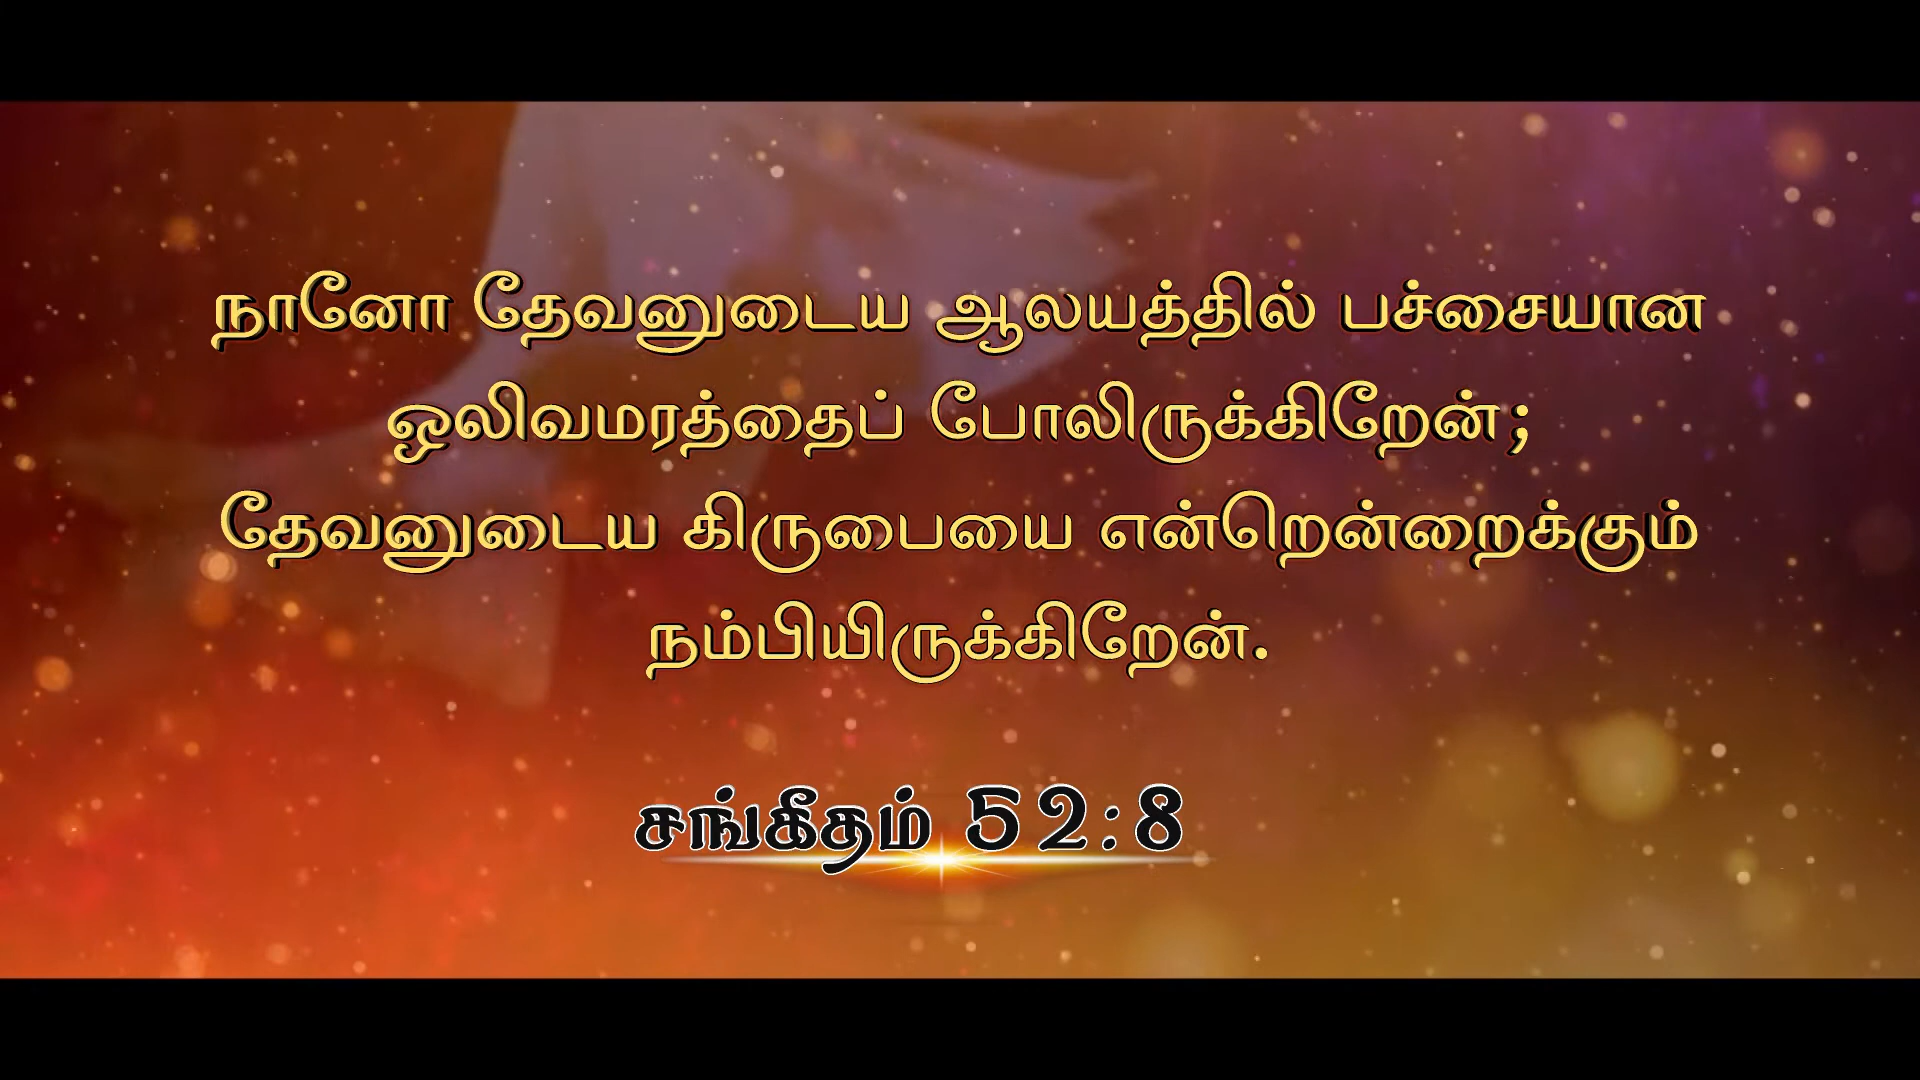 நானோ தேவனுடைய ஆலயத்தில் பச்சையான
ஒலிவமரத்தைப் போலிருக்கிறேன்;
தேவனுடைய கிருபையை என்றென்றைக்கும்
நம்பியிருக்கிறேன்.
சங்கீதம் 52:8